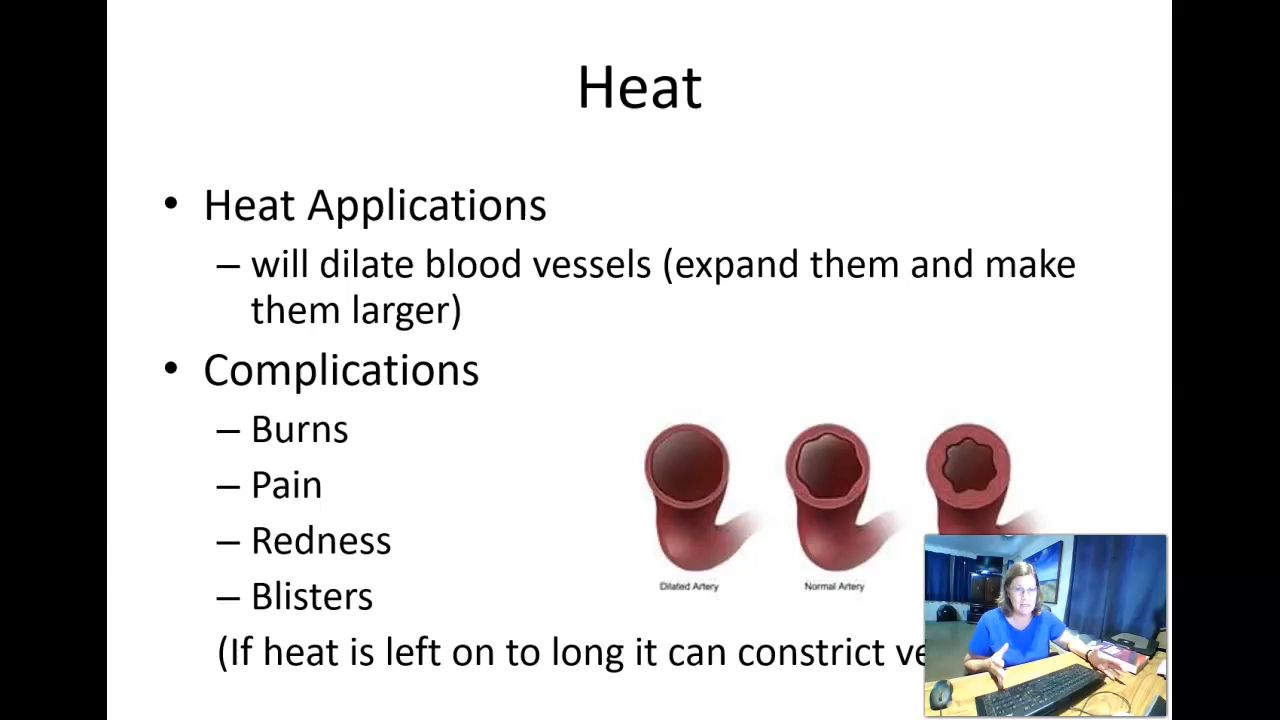 Heat
• Heat Applications
– will dilate blood vessels (expand them and make
them larger)
• Complications
– Burns
– Pain
– Redness
– Blisters
Dilated Artery
Normal Artery
(If heat is left on to long it can constrict ve